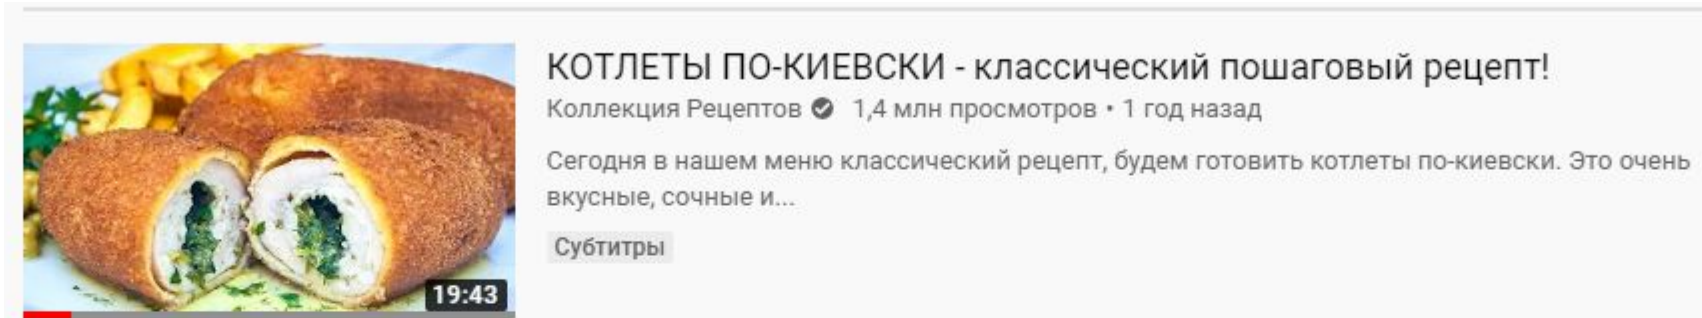 КОТЛЕТЫ ПО-КИЕВСКИ - классический пошаговый рецепт!
Коллекция Рецептов 1,4 млн просмотров • 1 год назад
Сегодня в нашем меню классический рецепт, будем готовить котлеты по-киевски. Это очень
вкусные, сочные и...
Субтитры
19:43